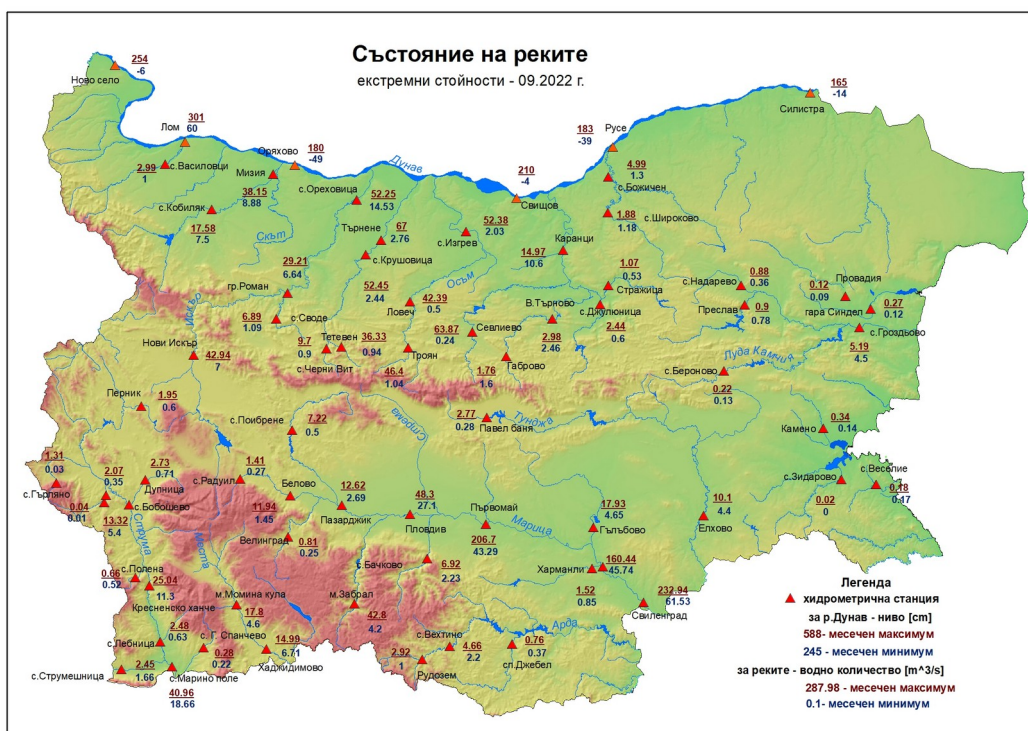 Състояние на реките
екстремни стойности - 09.2022 г.
254
-6
Ново село
165
-14
Силистра
301
60
Лом
180
-49
Оряхово
Дунав
183
-39
Русе
210
-4
Свищов
2.99
1
с.Василовци
Мизия
38.15
8.88
с.Кобиляк
17.58
7.5
Скът
с.Ореховица
52.25
14.53
Търнене
67
2.76
с.Крушовица
52.45
2.44
с.Изгрев
52.38
2.03
Осъм
4.99
1.3
с.Божичен
1.88
1.18
с.Широково
Каранци
14.97
10.6
1.07
0.53
Стражица
с.Надарево
0.88
0.36
Провадия
0.12
0.09
0.27
0.12
гара Синдел
с.Гроздьово
5.19
4.5
Преслав
0.9
0.78
29.21
6.64
гр.Роман
Искър
6.89
1.09
с.Своде
Ловеч
42.39
0.5
Севлиево
63.87
0.24
В.Търново
2.98
2.46
с.Джулюница
2.44
0.6
Тетевен
36.33
0.94
9.7
0.9
с.Черни Вит
Троян
46.4
1.04
1.76
1.6
Габрово
Нови Искър
42.94
7
Луда Камчия
с.Бероново
0.22
0.13
Перник
1.95
0.6
с.Поибрене
7.22
0.5
Стряма
2.77
0.28
Павел баня
Тунджа
Камено
0.34
0.14
1.31
0.03
с.Гърляно
2.07
0.35
2.73
0.71
Дупница
с.Радуил
1.41
0.27
Белово
11.94
1.45
0.04
0.01
с.Бобошево
13.32
5.4
Струма
Места
12.62
2.69
Пазарджик
48.3
27.1
Пловдив
Първомай
206.7
43.29
Марица
17.93
4.65
Гълъбово
10.1
4.4
Елхово
с.Зидарово
0.02
0
с.Веселие
0.18
0.17
Велинград
0.81
0.25
с.Бачково
6.92
2.23
Харманли
1.52
0.85
160.44
45.74
232.94
61.53
Свиленград
с.Полена
0.66
0.52
25.04
11.3
Кресненско ханче
м.Момина кула
17.8
4.6
м.Забрал
42.8
4.2
2.48
0.63
с.Лебница
с. Г. Спанчево
0.28
0.22
14.99
6.71
Хаджидимово
с.Струмешница
2.45
1.66
с.Марино поле
40.96
18.66
с.Вехтино
4.66
2.2
2.92
1
Рудозем
Арда
0.76
0.37
сл.Джебел
Легенда
хидрометрична станция
за р.Дунав - ниво [cm]
588- месечен максимум
245 - месечен минимум
за реките - водно количество [m^3/s]
287.98 - месечен максимум
0.1- месечен минимум